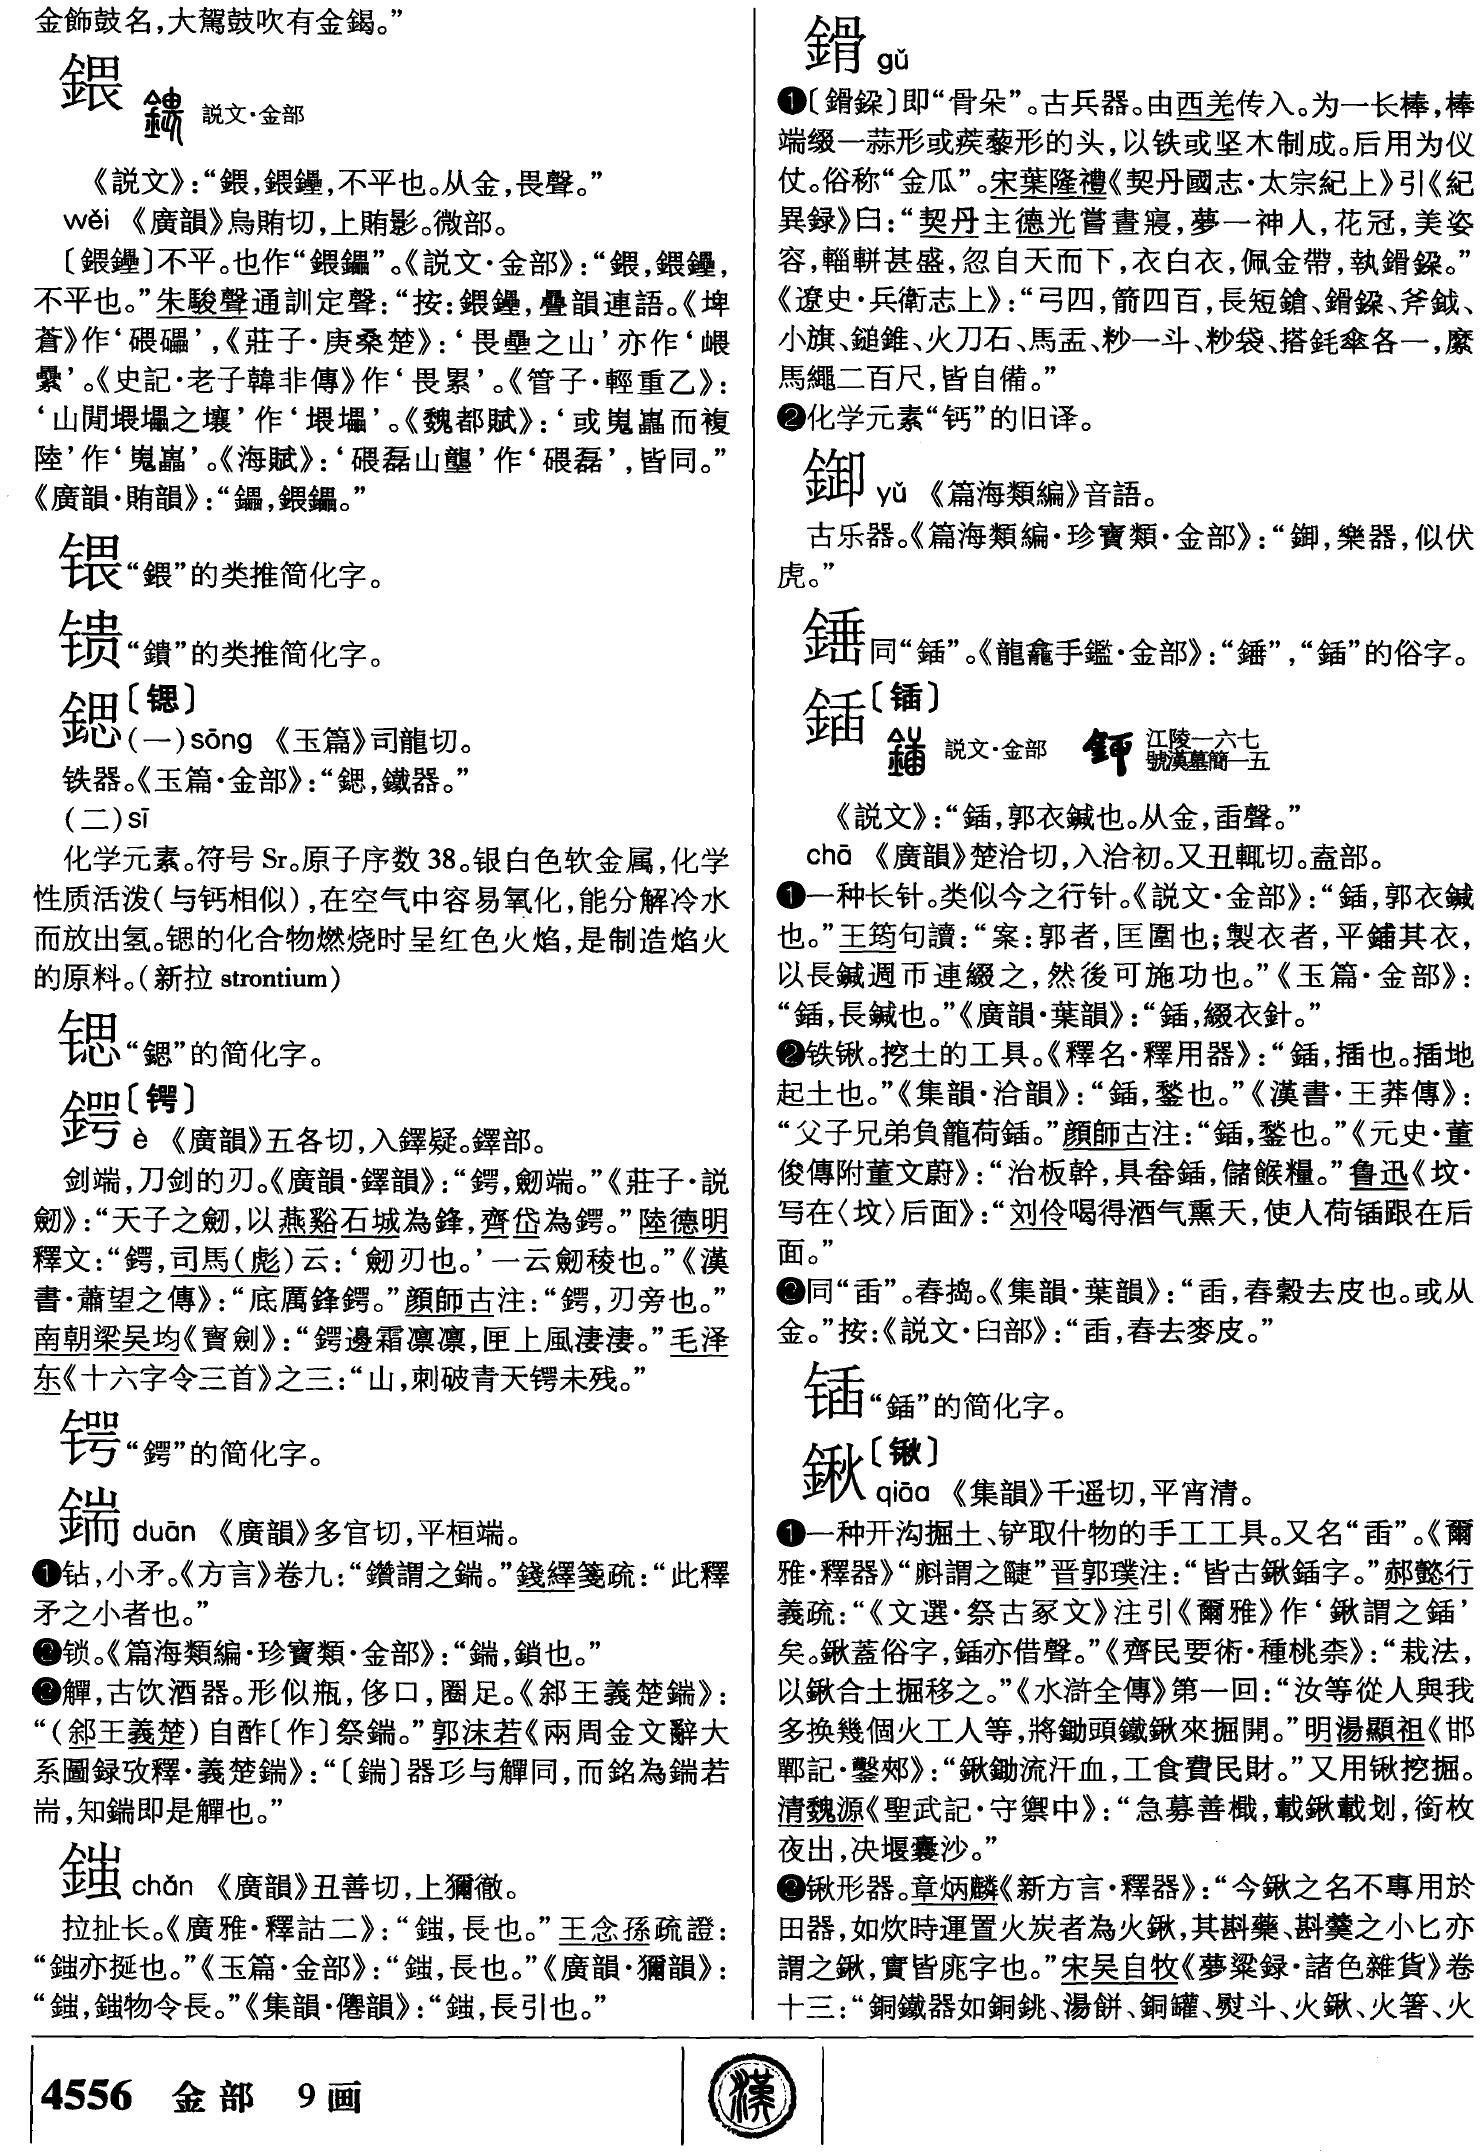 金飾鼓名,大駕鼓吹有金鍻。”
鍡
説文·金部
《説文》:“鍡,鍡鑸,不平也。从金,畏聲。”
wěi 《廣韻》烏賄切,上賄影。微部。
〔鍡鑸〕不平。也作“鍡鑘”。《説文·金部》:“鍡,鍡鑸,
不平也。”朱駿聲通訓定聲:“按:鍡鑸,疊韻連語。《埤
蒼》作‘碨礧’,《莊子·庚桑楚》:‘畏壘之山’亦作‘嵔
纍’。《史記·老子韓非傳》作‘畏累’。《管子·輕重乙》:
‘山閒堁壘之壤’作‘堁壘’。《魏都賦》:‘或嵬㠥而複
陸’作‘嵬㠥’。《海賦》:‘碨磊山壟’作‘碨磊’,皆同。”
《廣韻·賄韻》:“鑘,鍡鑘。”
“鍡”的类推简化字。
“鐀”的类推简化字。
鍶〔锶〕
(一)sōng 《玉篇》司龍切。
铁器。《玉篇·金部》:“鍶,鐵器。”
(二)sī
化学元素。符号 Sr。原子序数 38。银白色软金属,化学
性质活泼(与钙相似),在空气中容易氧化,能分解冷水
而放出氢。锶的化合物燃烧时呈红色火焰,是制造焰火
的原料。(新拉 strontium)
锶“鍶”的简化字。
鍔〔锷〕
è 《廣韻》五各切,入鐸疑。鐸部。
剑端,刀剑的刃。《廣韻·鐸韻》:“鍔,劒端。”《莊子·説
劒》:“天子之劒,以燕谿石城為鋒,齊岱為鍔。”陸德明
釋文:“鍔,司馬(彪)云:‘劒刃也。’一云劒稜也。”《漢
書·蕭望之傳》:“底厲鋒鍔。”顔師古注:“鍔,刃旁也。”
南朝梁吴均《寳劍》:“鍔邊霜凛凛,匣上風淒淒。”毛泽
东《十六字令三首》之三:“山,刺破青天锷未残。”
锷“鍔”的简化字。
鍴 duān 《廣韻》多官切,平桓端。
❶钻,小矛。《方言》卷九:“鑽謂之鍴。”錢繹箋疏:“此釋
矛之小者也。”
❷锁。《篇海類編·珍寶類·金部》:“鍴,鎖也。”
❸觶,古饮酒器。形似瓶,侈口,圈足。《䣄王義楚鍴》:
“(䣄王義楚)自酢〔作〕祭鍴。”郭沫若《兩周金文辭大
系圖録攷釋·義楚鍴》:“〔鍴〕器形与觶同,而銘為鍴若
耑,知鍴即是觶也。”
chǎn 《廣韻》丑善切,上獮徹。
拉扯长。《廣雅·釋詁二》:“䤘,長也。”王念孫疏證:
“䤘亦挻也。”《玉篇·金部》:“䤘,長也。”《廣韻·獮韻》:
“䤘,䤘物令長。”《集韻·僊韻》:“䤘,長引也。”
鍴 gǔ
❶〔䤥鎩〕即“骨朵”。古兵器。由西羌传入。为一长棒,棒
端缀一蒜形或蒺藜形的头,以铁或坚木制成。后用为仪
仗。俗称“金瓜”。宋葉隆禮《契丹國志·太宗紀上》引《紀
異録》曰:“契丹主德光嘗晝寢,夢一神人,花冠,美姿
容,輜軿甚盛,忽自天而下,衣白衣,佩金帶,執䤥鎩。”
《遼史·兵衛志上》:“弓四,箭四百,長短鎗、䤥鎩、斧鉞、
小旗、鎚錐、火刀石、馬盂、䊏一斗、䊏袋、搭𨥨傘各一,縻
馬繩二百尺,皆自備。”
❷化学元素“钙”的旧译。
yǔ 《篇海類編》音語。
古乐器。《篇海類編·珍寶類·金部》:“䥏,樂器,似伏
虎。”
同“鍤”。《龍龕手鑑·金部》:“錘”,“鍤”的俗字。
鍤〔锸〕
説文·金部 江陵一六七
號漢墓簡一五
《説文》:“鍤,郭衣鍼也。从金,臿聲。”
chā 《廣韻》楚洽切,入洽初。又丑輒切。盍部。
❶一种长针。类似今之行针。《説文·金部》:“鍤,郭衣鍼
也。”王筠句讀:“案:郭者,匡圍也;製衣者,平鋪其衣,
以長鍼週帀連綴之,然後可施功也。”《玉篇·金部》:
“鍤,長鍼也。”《廣韻·葉韻》:“鍤,綴衣針。”
❷铁锹。挖土的工具。《釋名·釋用器》:“鍤,插也。插地
起土也。”《集韻·洽韻》:“鍤,鍫也。”《漢書·王莽傳》:
“父子兄弟負籠荷鍤。”顔師古注:“鍤,鍫也。”《元史·董
俊傳附董文蔚》:“治板幹,具畚鍤,儲餱糧。”鲁迅《坟·
写在〈坟〉后面》:“刘伶喝得酒气熏天,使人荷锸跟在后
面。”
❸同“臿”。舂捣。《集韻·葉韻》:“臿,舂穀去皮也。或从
金。”按:《説文·臼部》:“臿,舂去麥皮。”
锸“鍤”的简化字。
鍬〔锹〕
qiāo 《集韻》千遥切,平宵清。
❶一种开沟掘土、铲取什物的手工工具。又名“臿”。《爾
雅·釋器》“㪺謂之疀”晋郭璞注:“皆古鍬鍤字。”郝懿行
義疏:“《文選·祭古冢文》注引《爾雅》作‘鍬謂之鍤’
矣。鍬蓋俗字,鍤亦借聲。”《齊民要術·種桃柰》:“栽法,
以鍬合土掘移之。”《水滸全傳》第一回:“汝等從人與我
多换幾個火工人等,將鋤頭鐵鍬來掘開。”明湯顯祖《邯
鄲記·鑿郟》:“鍬鋤流汗血,工食費民財。”又用锹挖掘。
清魏源《聖武記·守禦中》:“急募善檝,載鍬載划,銜枚
夜出,决堰囊沙。”
❷锹形器。章炳麟《新方言·釋器》:“今鍬之名不專用於
田器,如炊時運置火炭者為火鍬,其斟藥、斟羹之小匕亦
謂之鍬,實皆庣字也。”宋吴自牧《夢粱録·諸色雜貨》卷
十三:“銅鐵器如銅銚、湯餅、銅罐、熨斗、火鍬、火箸、火
4556 金部 9画
漢